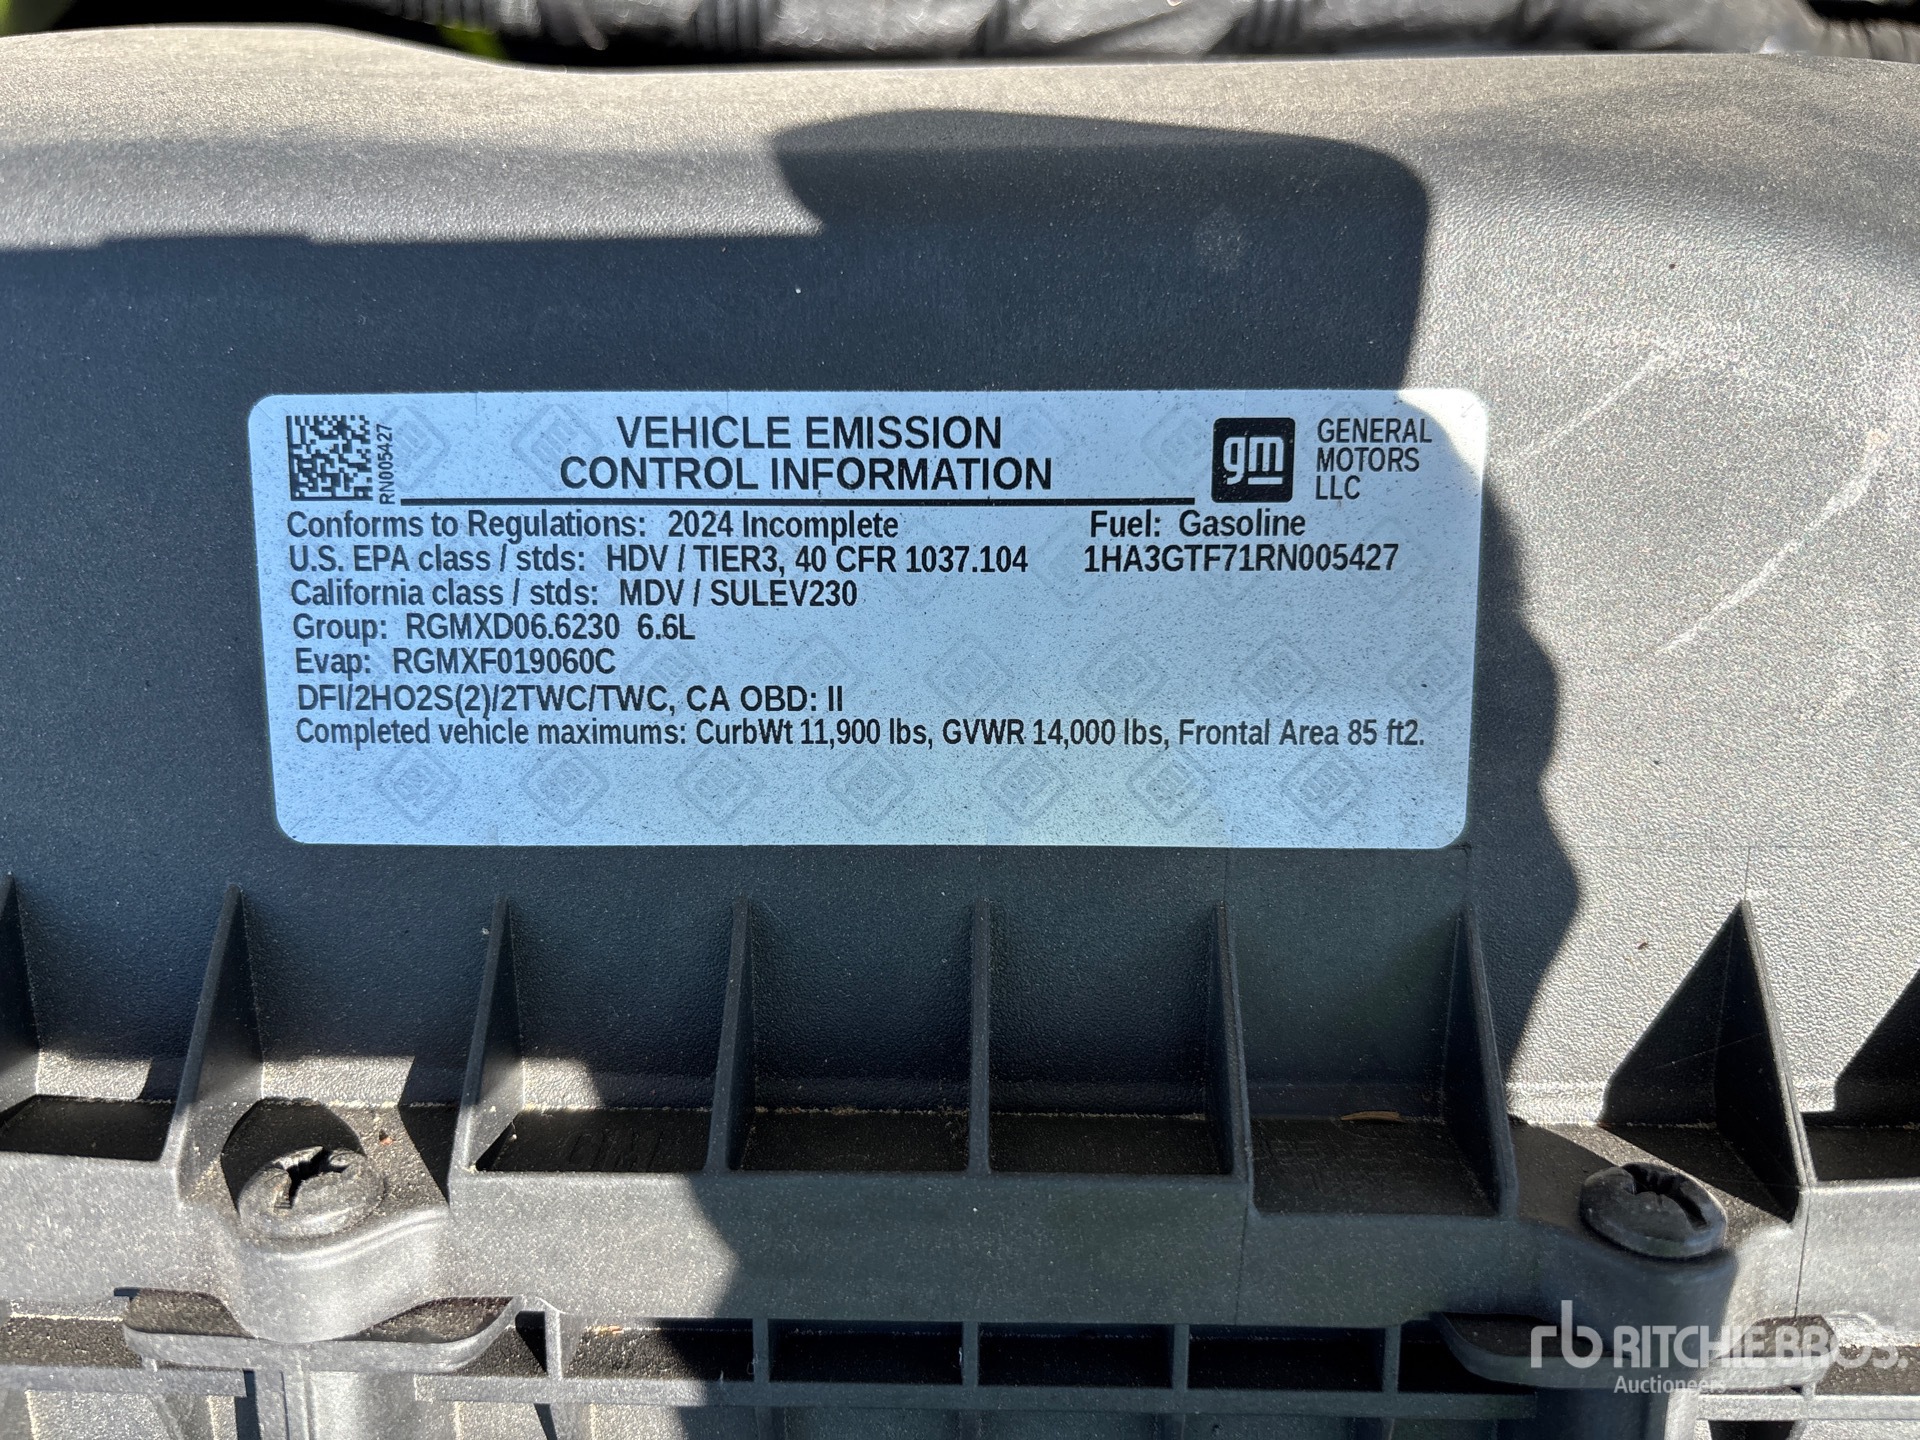 RN005427
VEHICLE EMISSION
CONTROL INFORMATION
gm
GENERAL
MOTORS
LLC
Conforms to Regulations: 2024 Incomplete Fuel: Gasoline
U.S. EPA class / stds: HDV / TIER3, 40 CFR 1037.104 1HA3GTF71RN005427
California class / stds: MDV / SULEV230
Group: RGMXD06.6230 6.6L
Evap: RGMXF019060C
DFI/2HO2S(2)/2TWC/TWC, CA OBD: II
Completed vehicle maximums: CurbWt 11,900 lbs, GVWR 14,000 lbs, Frontal Area 85 ft2.
rb RITCHIE BROS.
Auctioneers